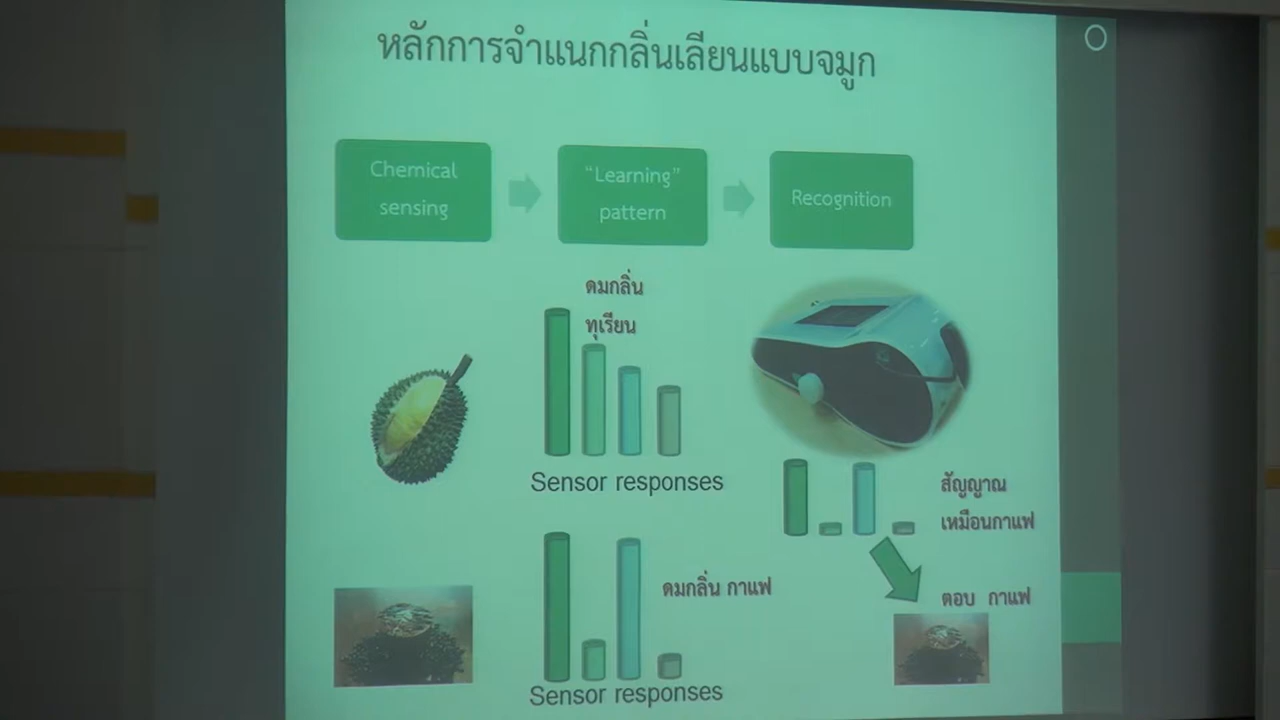 หลักการจำแนกกลิ่นเลียนแบบจมูก
Chemical
sensing
“Learning”
pattern
Recognition
ดมกลิ่น
ทุเรียน
Sensor responses
สัญญาณ
เหมือนกาแฟ
ดมกลิ่น กาแฟ
ตอบ กาแฟ
Sensor responses